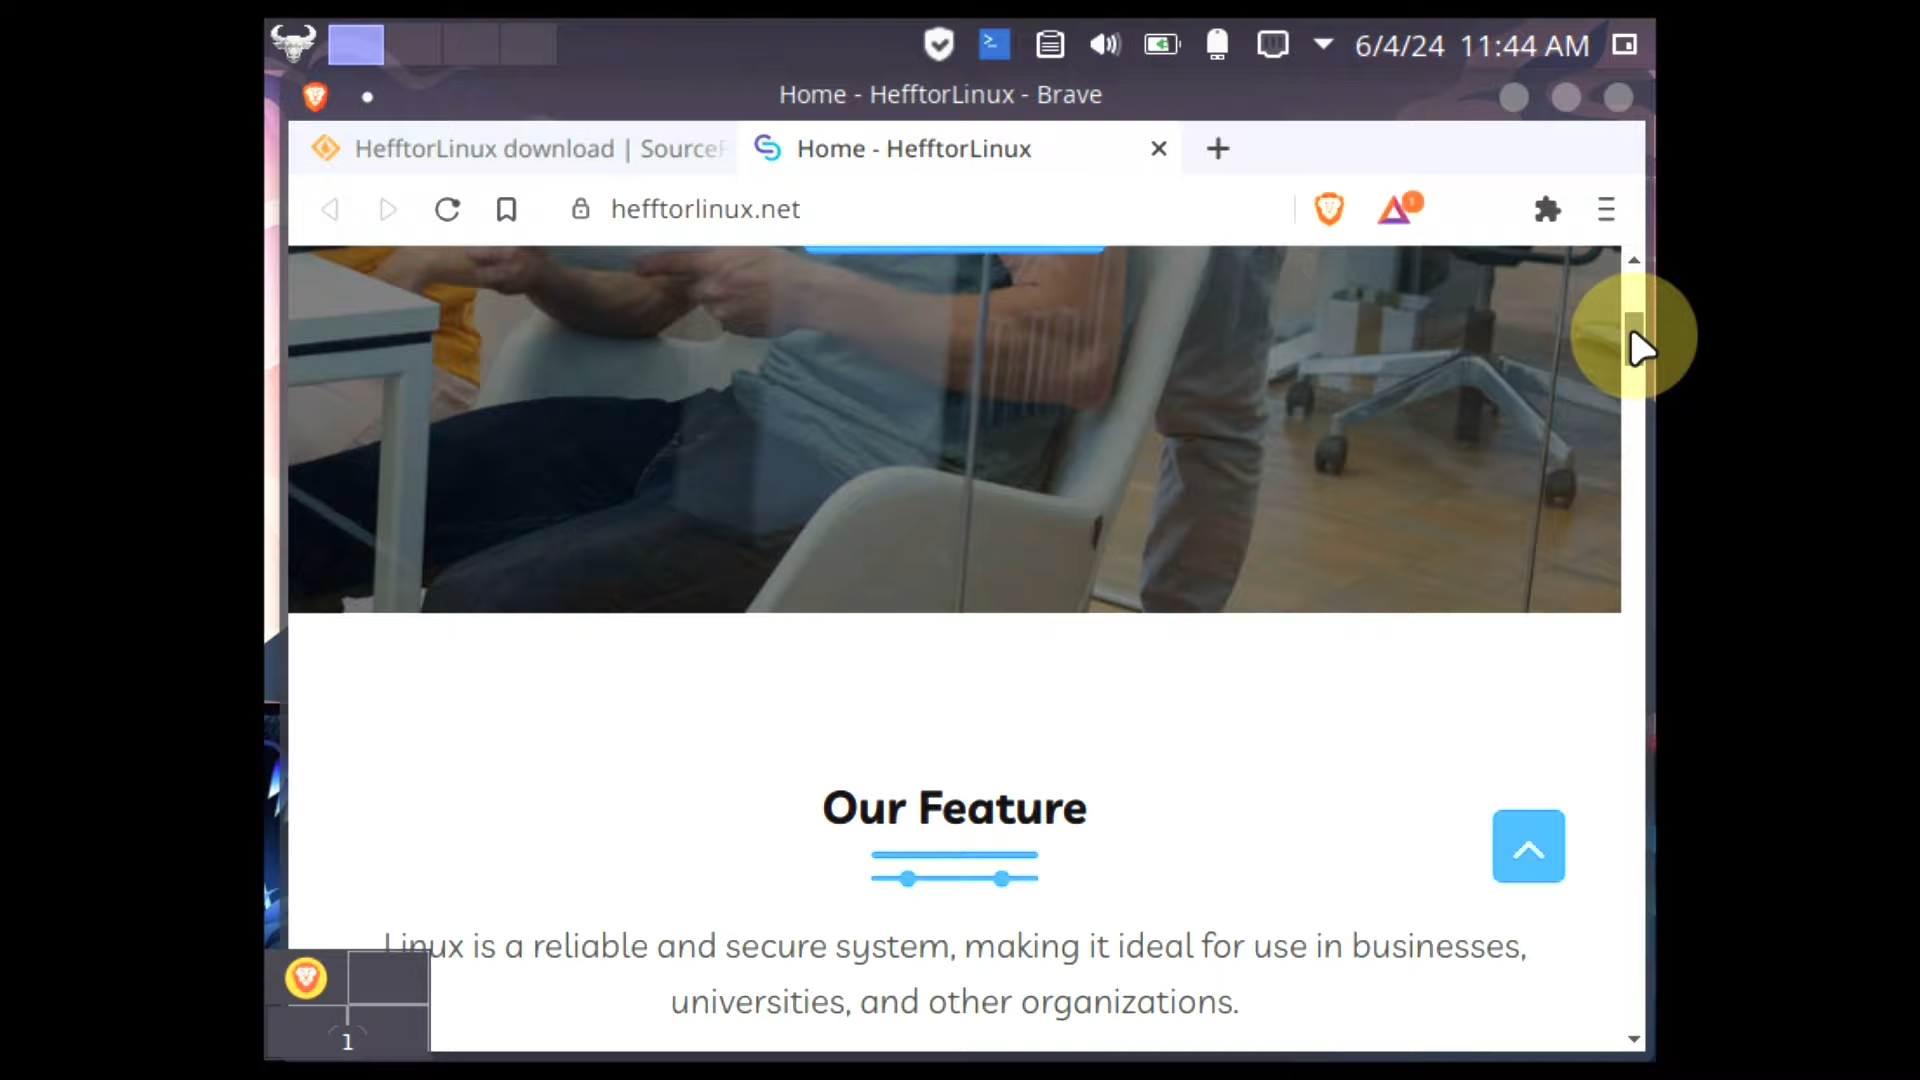 6/4/24 11:44 AM
Home - HefftorLinux - Brave
HefftorLinux download | Source
Home - HefftorLinux
hefftorlinux.net
Our Feature
Linux is a reliable and secure system, making it ideal for use in businesses,
universities, and other organizations.
1